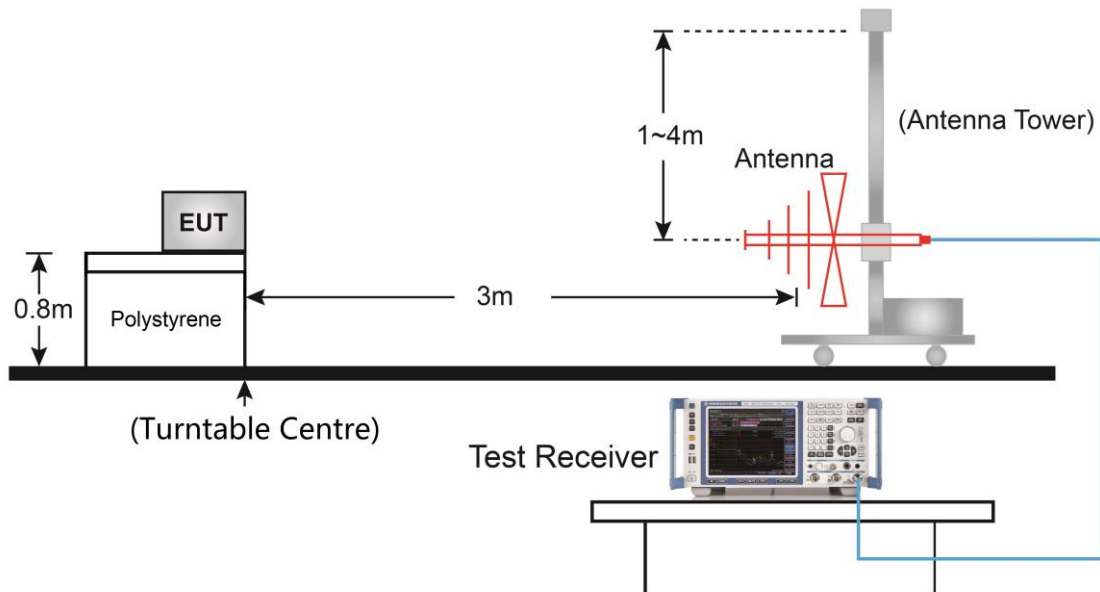 1~4m
(Antenna Tower)
Antenna
EUT
0.8m
Polystyrene
3m
(Turntable Centre)
Test Receiver